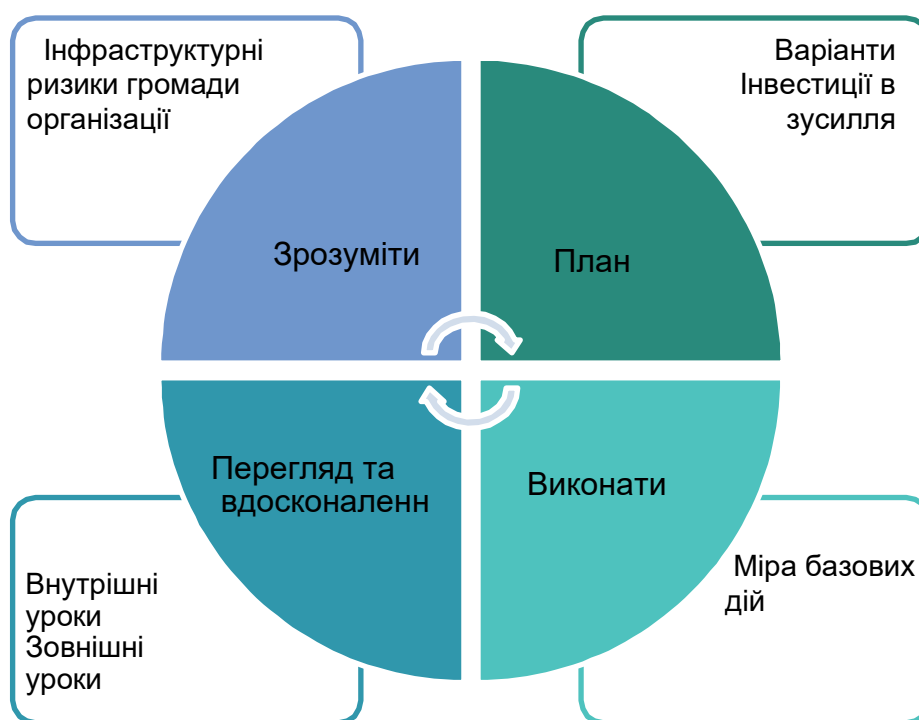 Інфраструктурні
ризики громади
організації
Варіанти
Інвестиції в
зусилля
Зрозуміти
План
Перегляд та
вдосконаленн
Виконати
Внутрішні
уроки
Зовнішні
уроки
Міра базових
дій